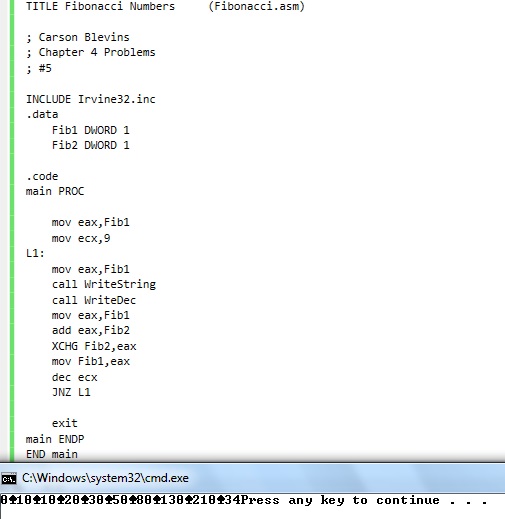 TITLE Fibonacci Numbers     (Fibonacci.asm)
; Carson Blevins
; Chapter 4 Problems
; #5
INCLUDE Irvine32.inc
.data
    Fib1 DWORD 1
    Fib2 DWORD 1
.code
main PROC
    mov eax,Fib1
    mov ecx,9
L1:
    mov eax,Fib1
    call WriteString
    call WriteDec
    mov eax,Fib1
    add eax,Fib2
    XCHG Fib2,eax
    mov Fib1,eax
    dec ecx
    JNZ L1
    exit
main ENDP
END main
C:\Windows\system32\cmd.exe
0♠10♠10♠20♠30♠50♠80♠130♠210♠34Press any key to continue . . .